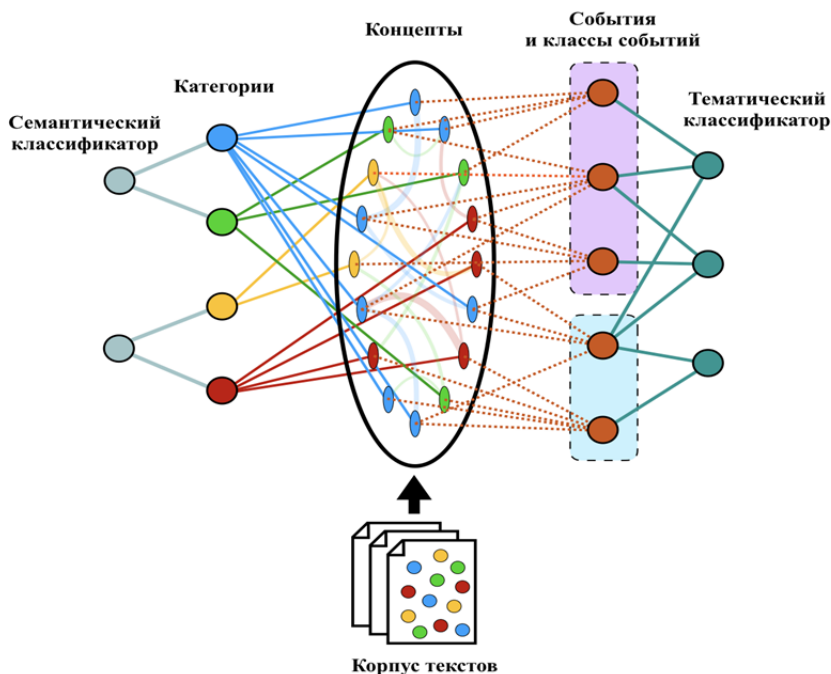 Семантический
классификатор
Категории
Концепты
События
и классы событий
Тематический
классификатор
Корпус текстов